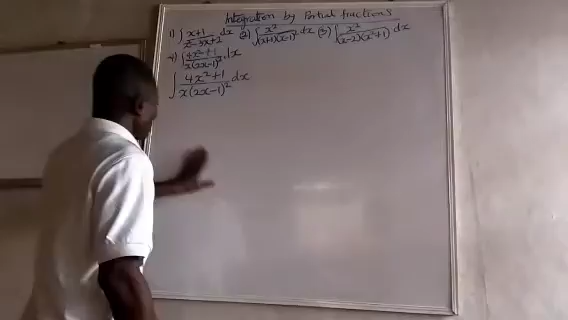 Integration by Partial fractions
1) ∫ x+1 / x²-3x+2 dx (2) ∫ x² / (x+1)(x-1)² dx (3) ∫ x² / (x-2)(x²+1) dx
4) ∫ 4x²+1 / x(2x-1)² dx
∫ 4x²+1 / x(2x-1)² dx